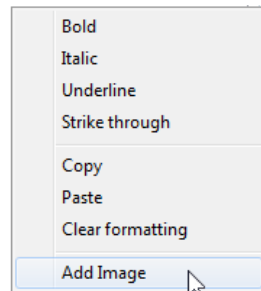 Bold
Italic
Underline
Strike through
Copy
Paste
Clear formatting
Add Image